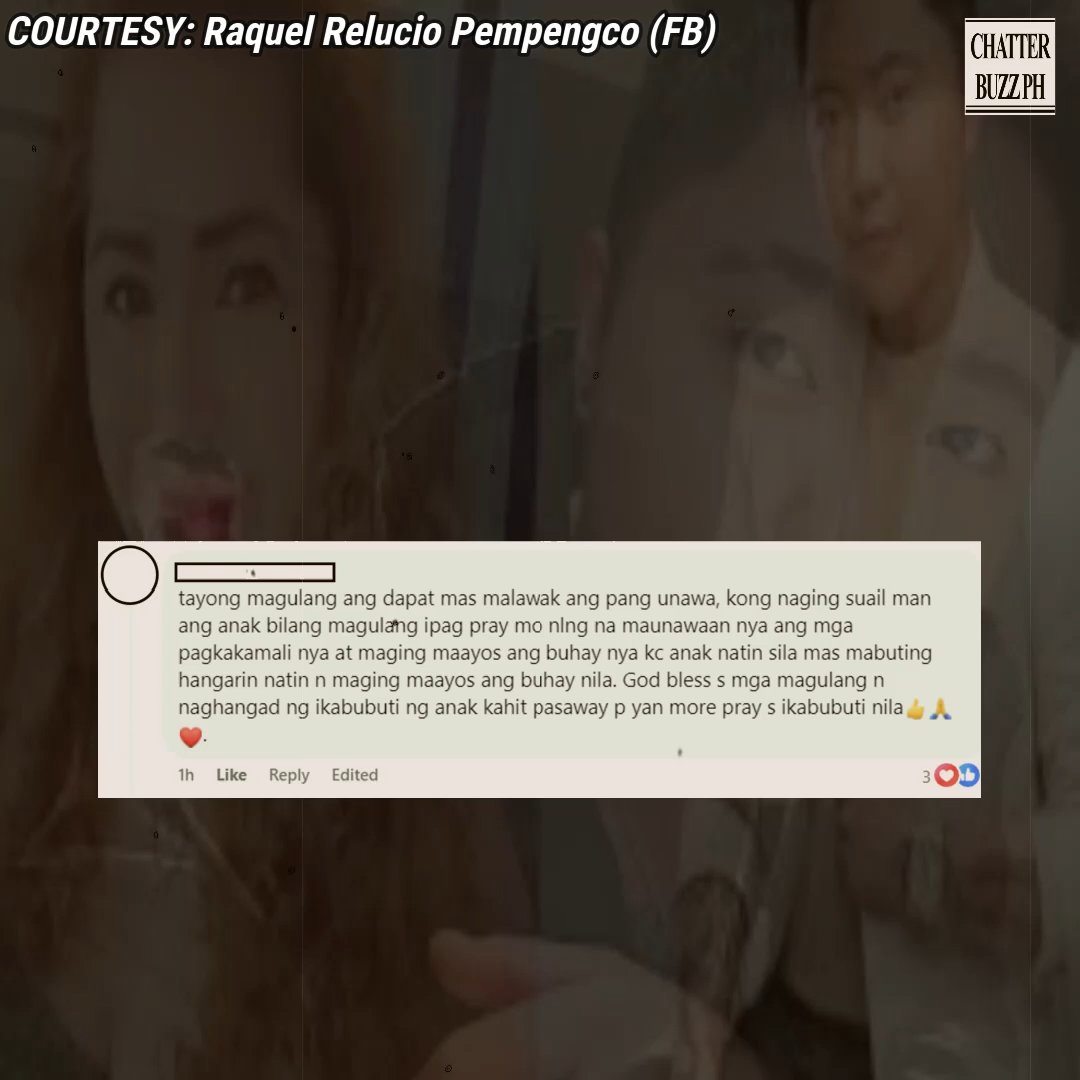 COURTESY: Raquel Relucio Pempengco (FB)
CHATTER
BUZZ PH
tayong magulang ang dapat mas malawak ang pang unawa, kong naging suail man
ang anak bilang magulang ipag pray mo nlng na maunawaan nya ang mga
pagkakamali nya at maging maayos ang buhay nya kc anak natin sila mas mabuting
hangarin natin n maging maayos ang buhay nila. God bless s mga magulang n
naghangad ng ikabubuti ng anak kahit pasaway p yan more pray s ikabubuti nila👍🙏
❤️.
1h Like Reply Edited 3